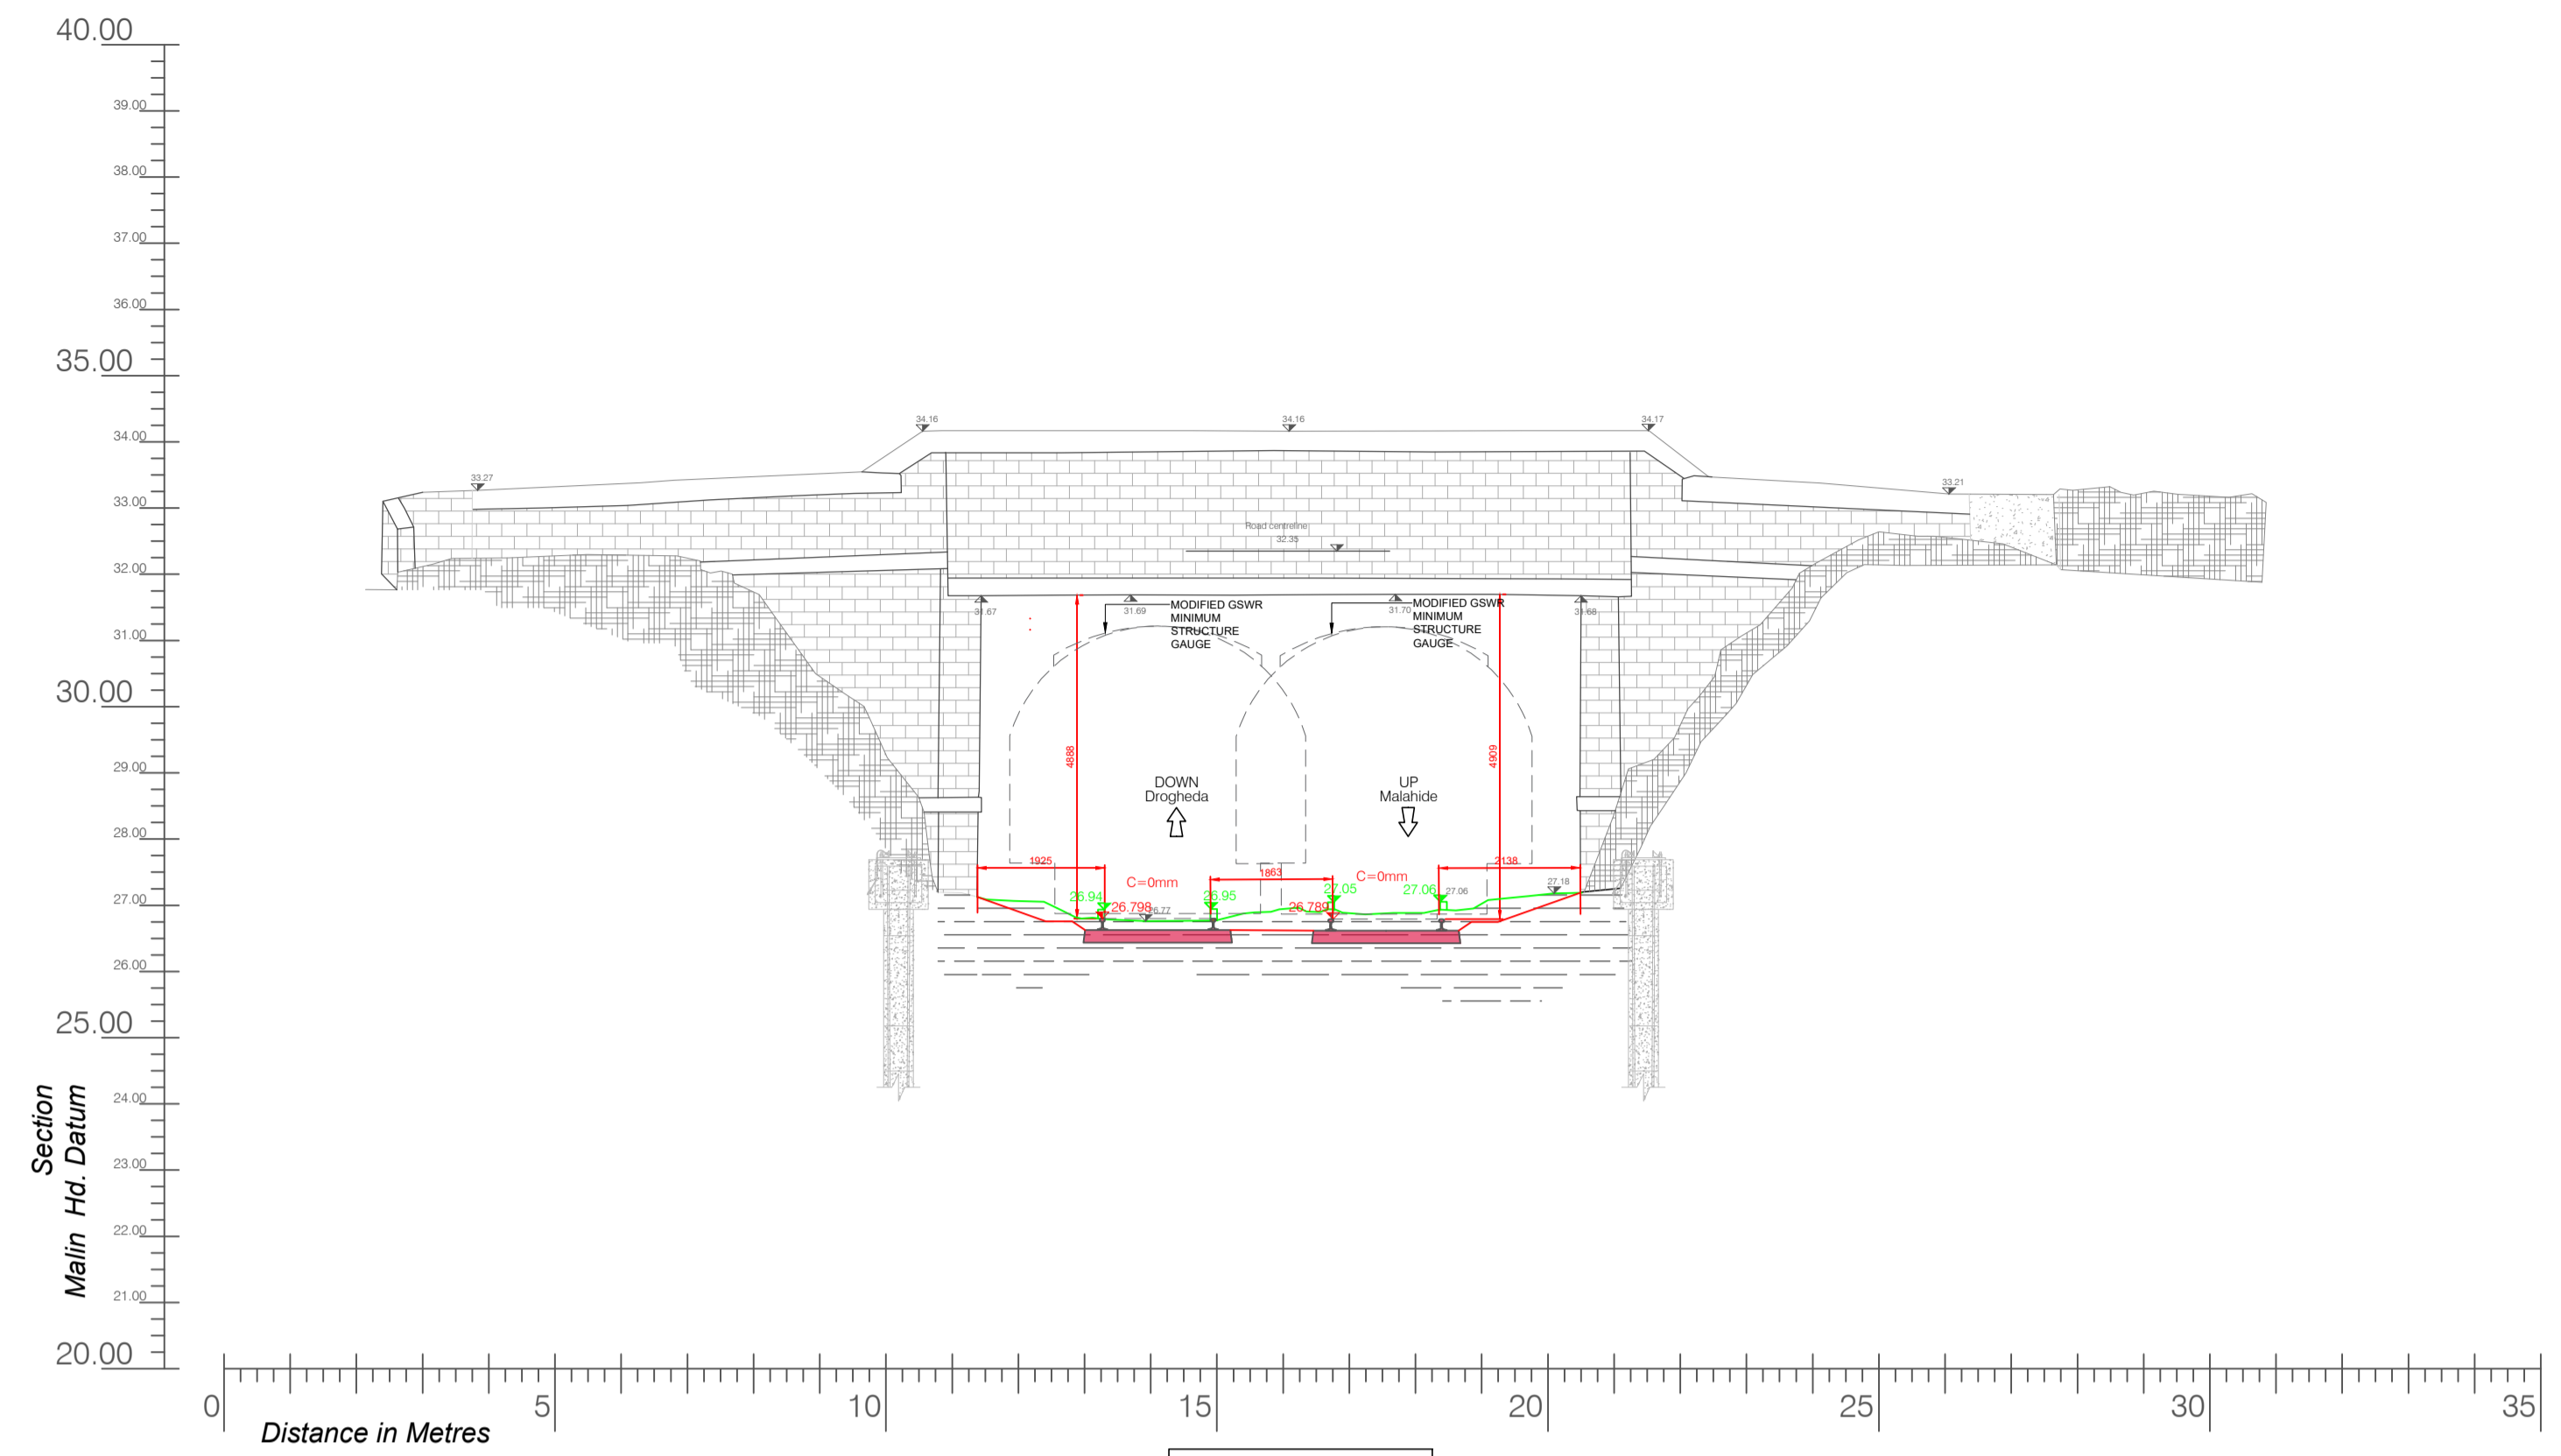 40.00
39.00
38.00
37.00
36.00
35.00
34.00
33.00
32.00
31.00
30.00
29.00
28.00
27.00
26.00
25.00
24.00
23.00
22.00
21.00
20.00
Section
Malin Hd. Datum
34.16
34.16
34.17
33.27
33.21
Road centreline
32.35
31.67
31.69
31.70
31.68
MODIFIED GSWR
MINIMUM
STRUCTURE
GAUGE
MODIFIED GSWR
MINIMUM
STRUCTURE
GAUGE
4888
4909
DOWN
Drogheda
UP
Malahide
1925
C=0mm
1863
C=0mm
2138
26.94
26.95
27.05
27.06
27.06
27.18
26.798
26.77
26.789
0
5
10
15
20
25
30
35
Distance in Metres